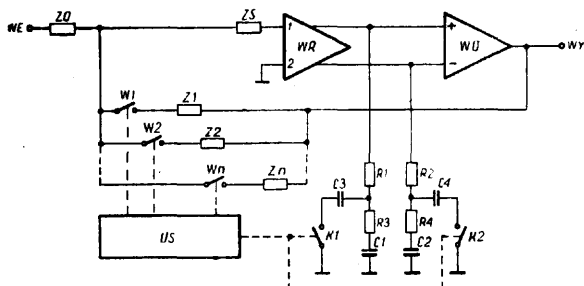 WE Z0 ZS 1 WR 2 + WU - WY
W1 Z1
W2 Z2
Wn Zn
R1 R2
C3 C4
US K1 R3 R4 K2
C1 C2